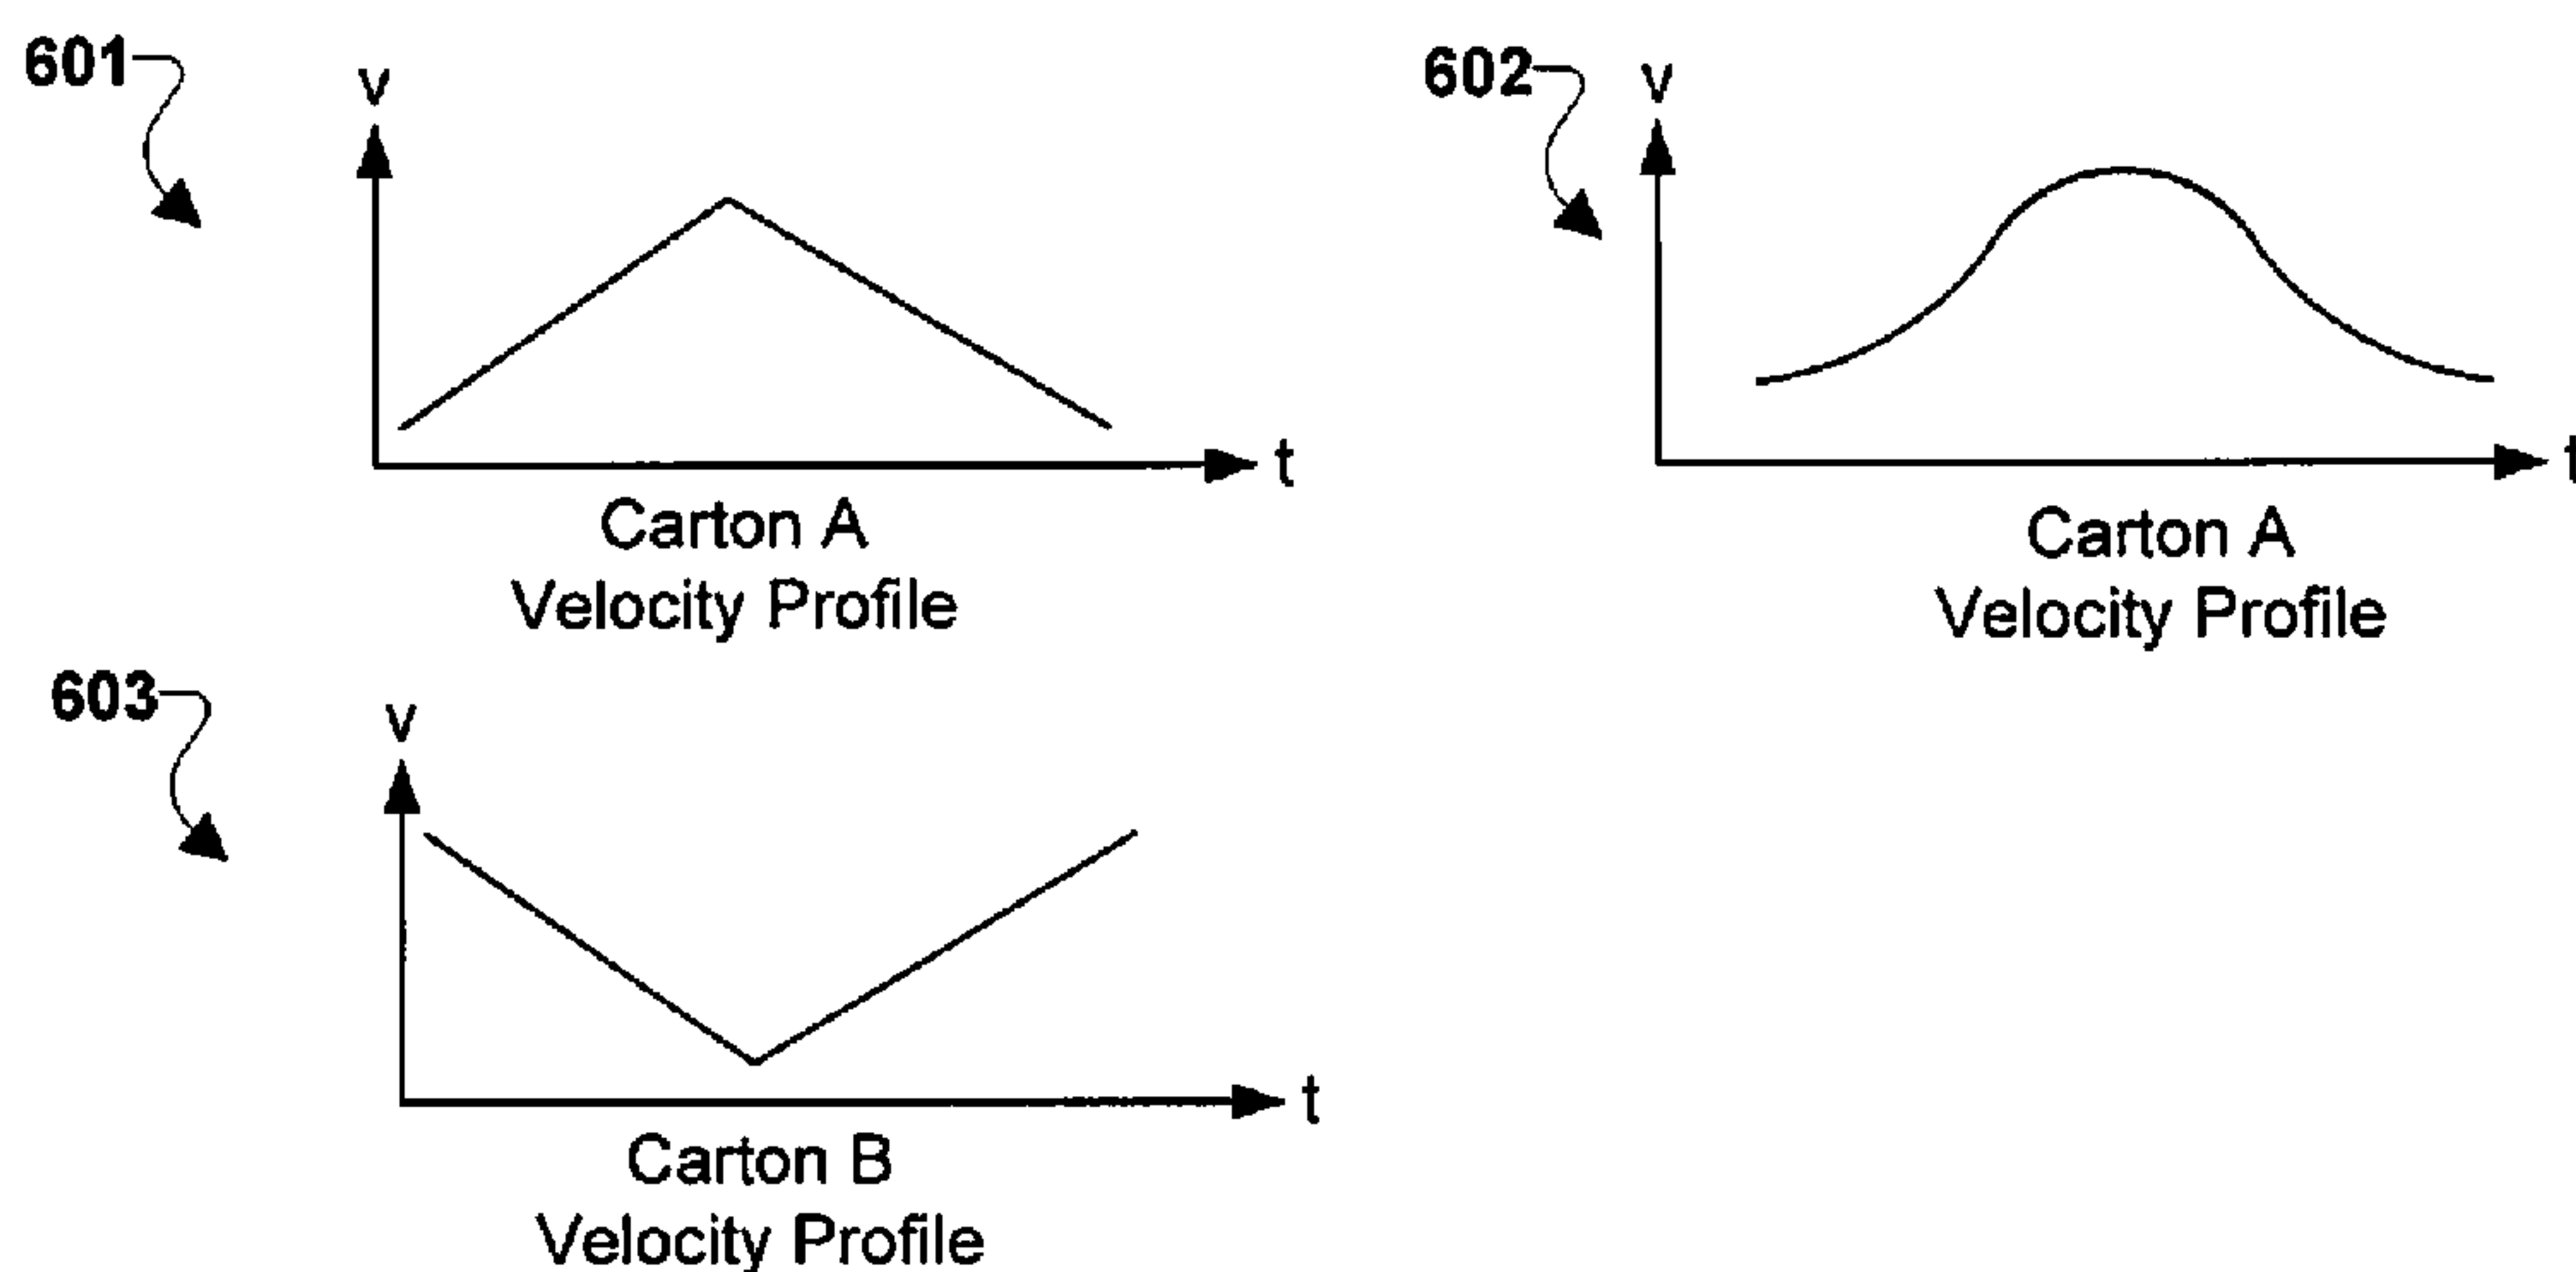 601
v
t
Carton A
Velocity Profile
602
v
t
Carton A
Velocity Profile
603
v
t
Carton B
Velocity Profile